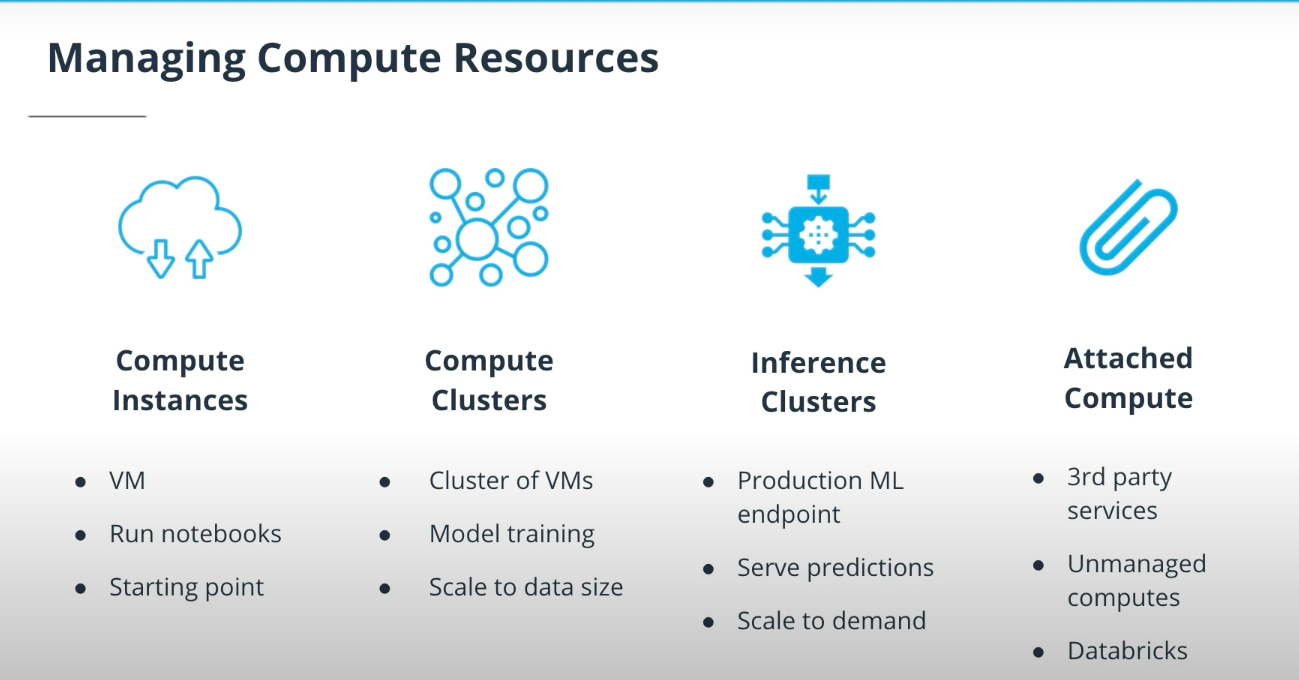 Managing Compute Resources
Compute
Instances
VM
Run notebooks
Starting point
Compute
Clusters
Cluster of VMs
Model training
Scale to data size
Inference
Clusters
Production ML
endpoint
Serve predictions
Scale to demand
Attached
Compute
3rd party
services
Unmanaged
computes
Databricks